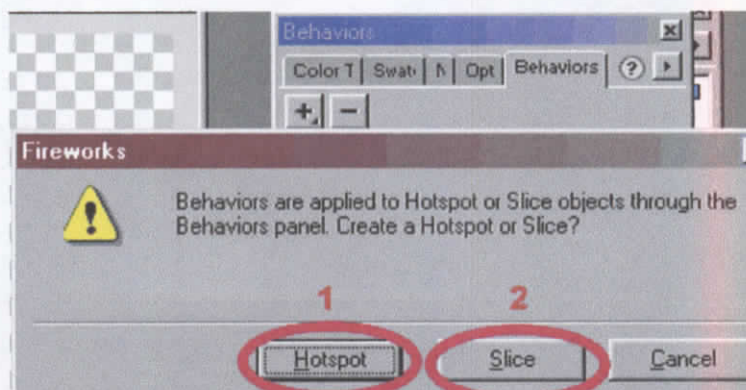 Behaviors
Color T Swat N Opt Behaviors ?
+ −
Fireworks
Behaviors are applied to Hotspot or Slice objects through the
Behaviors panel. Create a Hotspot or Slice?
1 2
Hotspot Slice Cancel